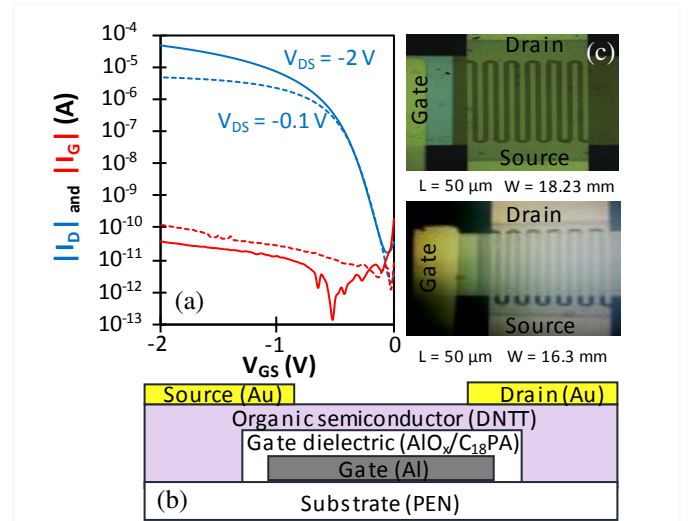 10⁻⁴
10⁻⁵
10⁻⁶
10⁻⁷
10⁻⁸
10⁻⁹
10⁻¹⁰
10⁻¹¹
10⁻¹²
10⁻¹³
|I_D| and |I_G| (A)
V_DS = -2 V
V_DS = -0.1 V
(a)
-2 -1 0
V_GS (V)
(c)
Drain
Gate
Source
L = 50 µm W = 18.23 mm
Drain
Gate
Source
L = 50 µm W = 16.3 mm
Source (Au) Drain (Au)
Organic semiconductor (DNTT)
Gate dielectric (AlOₓ/C₁₈PA)
Gate (Al)
(b) Substrate (PEN)